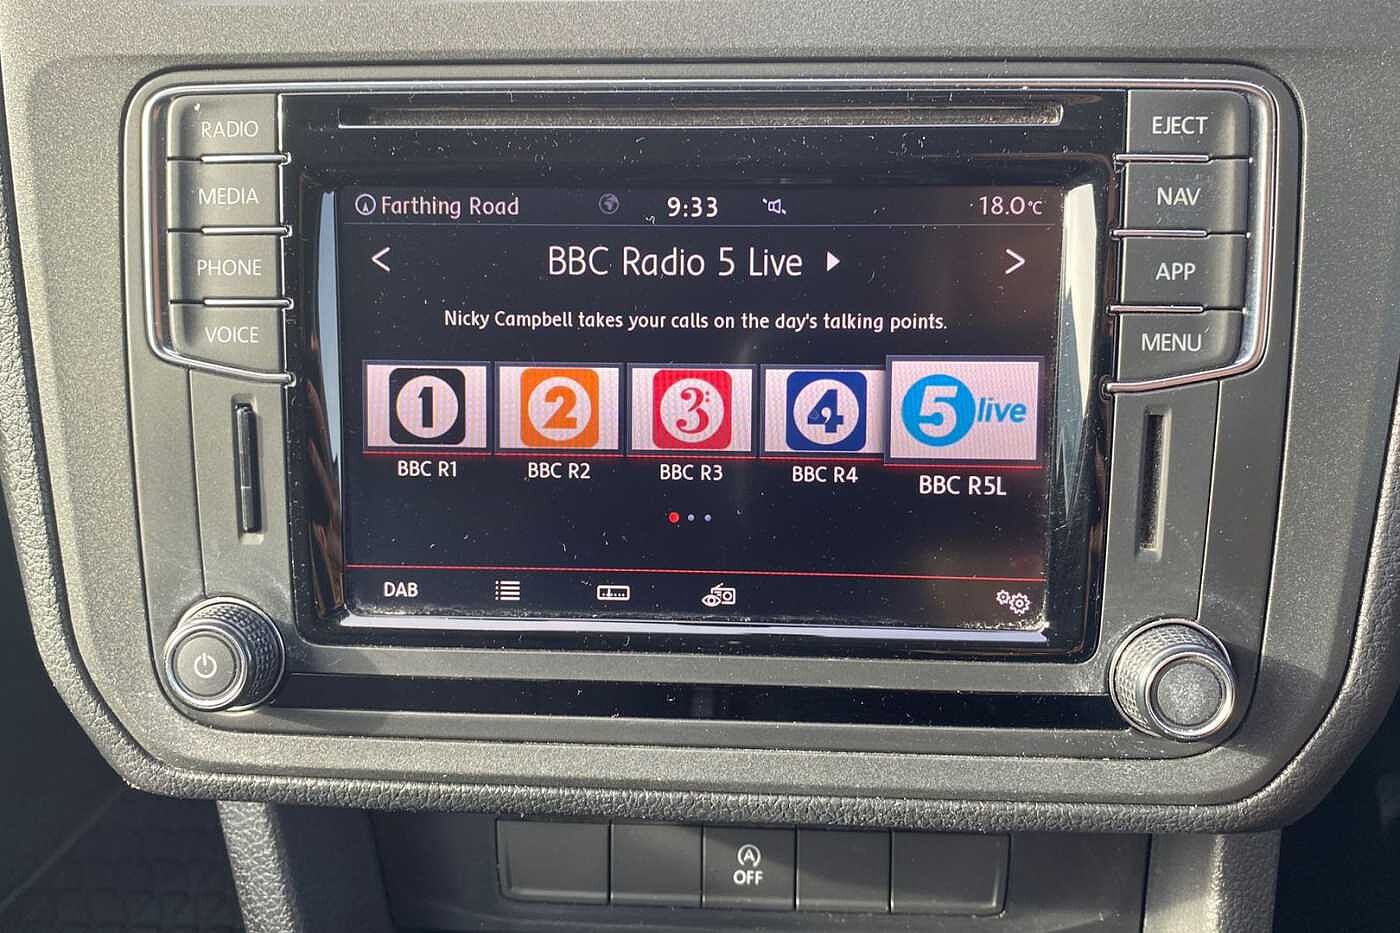 RADIO
MEDIA
PHONE
VOICE
EJECT
NAV
APP
MENU
Farthing Road 9:33 18.0°C
< BBC Radio 5 Live >
Nicky Campbell takes your calls on the day's talking points.
1 2 3 4 5 live
BBC R1 BBC R2 BBC R3 BBC R4 BBC R5L
DAB
A
OFF